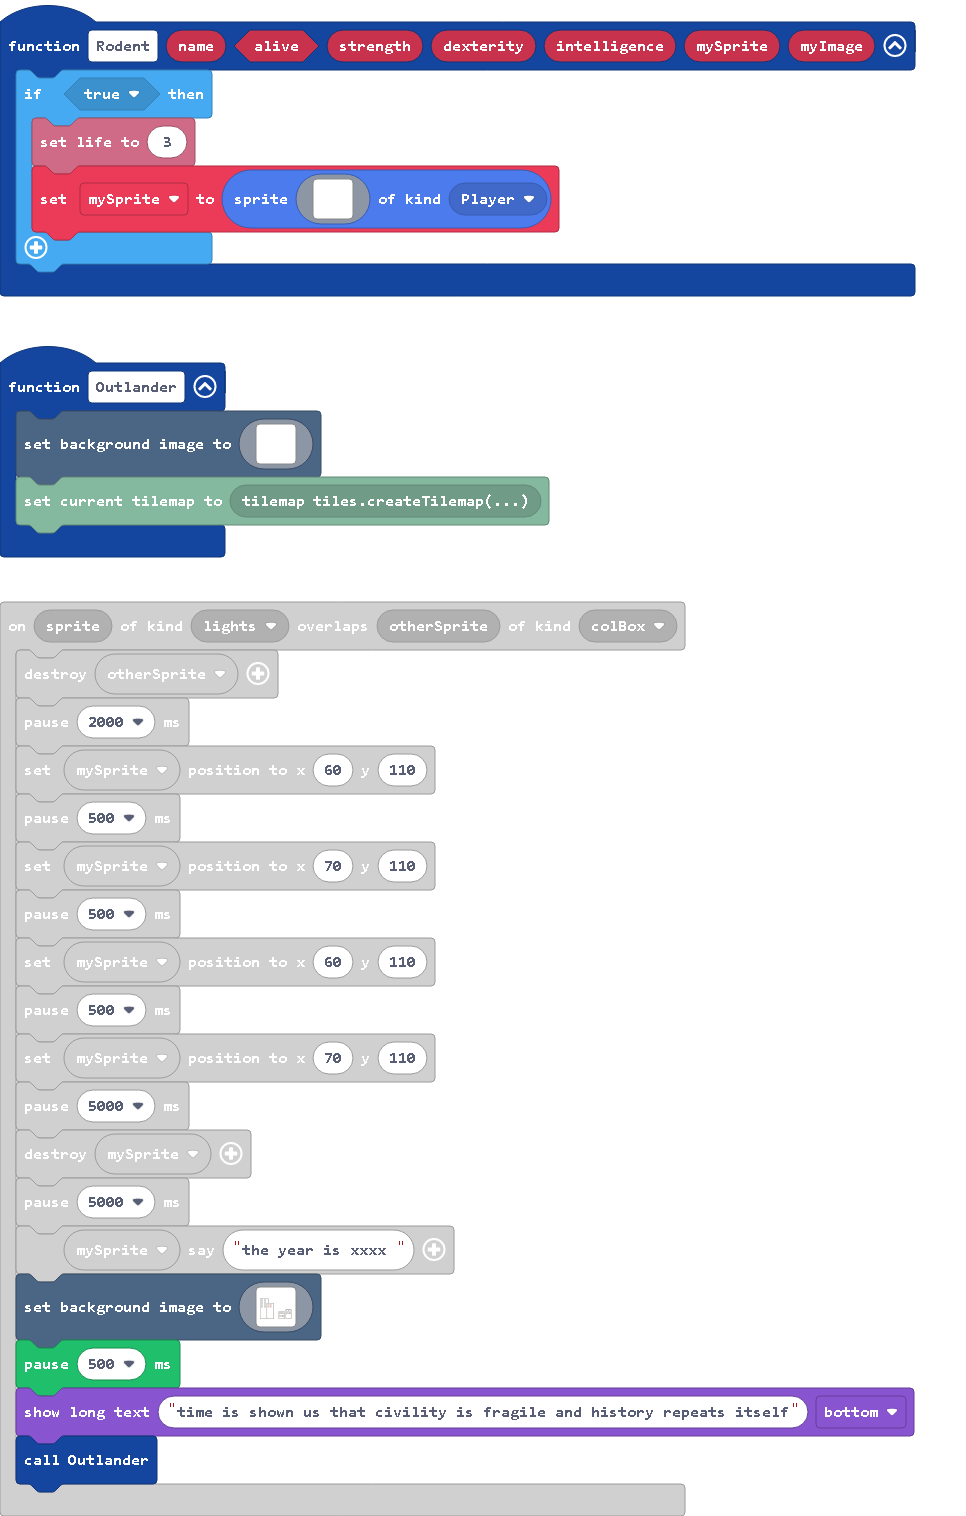 function Rodent name alive strength dexterity intelligence mySprite myImage
if true then
set life to 3
set mySprite to sprite of kind Player
function Outlander
set background image to
set current tilemap to tilemap tiles.createTilemap(...)
on sprite of kind lights overlaps otherSprite of kind colBox
destroy otherSprite
pause 2000 ms
set mySprite position to x 60 y 110
pause 500 ms
set mySprite position to x 70 y 110
pause 500 ms
set mySprite position to x 60 y 110
pause 500 ms
set mySprite position to x 70 y 110
pause 5000 ms
destroy mySprite
pause 5000 ms
mySprite say "the year is xxxx "
set background image to
pause 500 ms
show long text "time is shown us that civility is fragile and history repeats itself" bottom
call Outlander